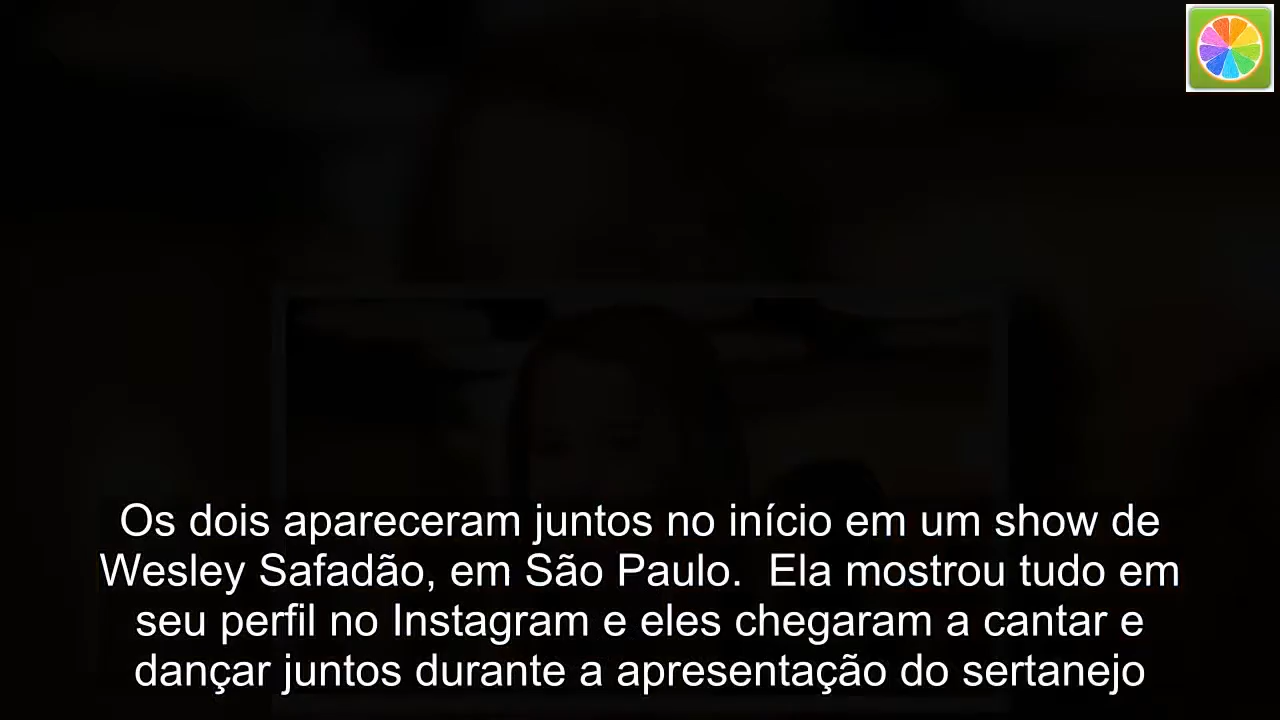 Os dois apareceram juntos no início em um show de
Wesley Safadão, em São Paulo.  Ela mostrou tudo em
seu perfil no Instagram e eles chegaram a cantar e
dançar juntos durante a apresentação do sertanejo